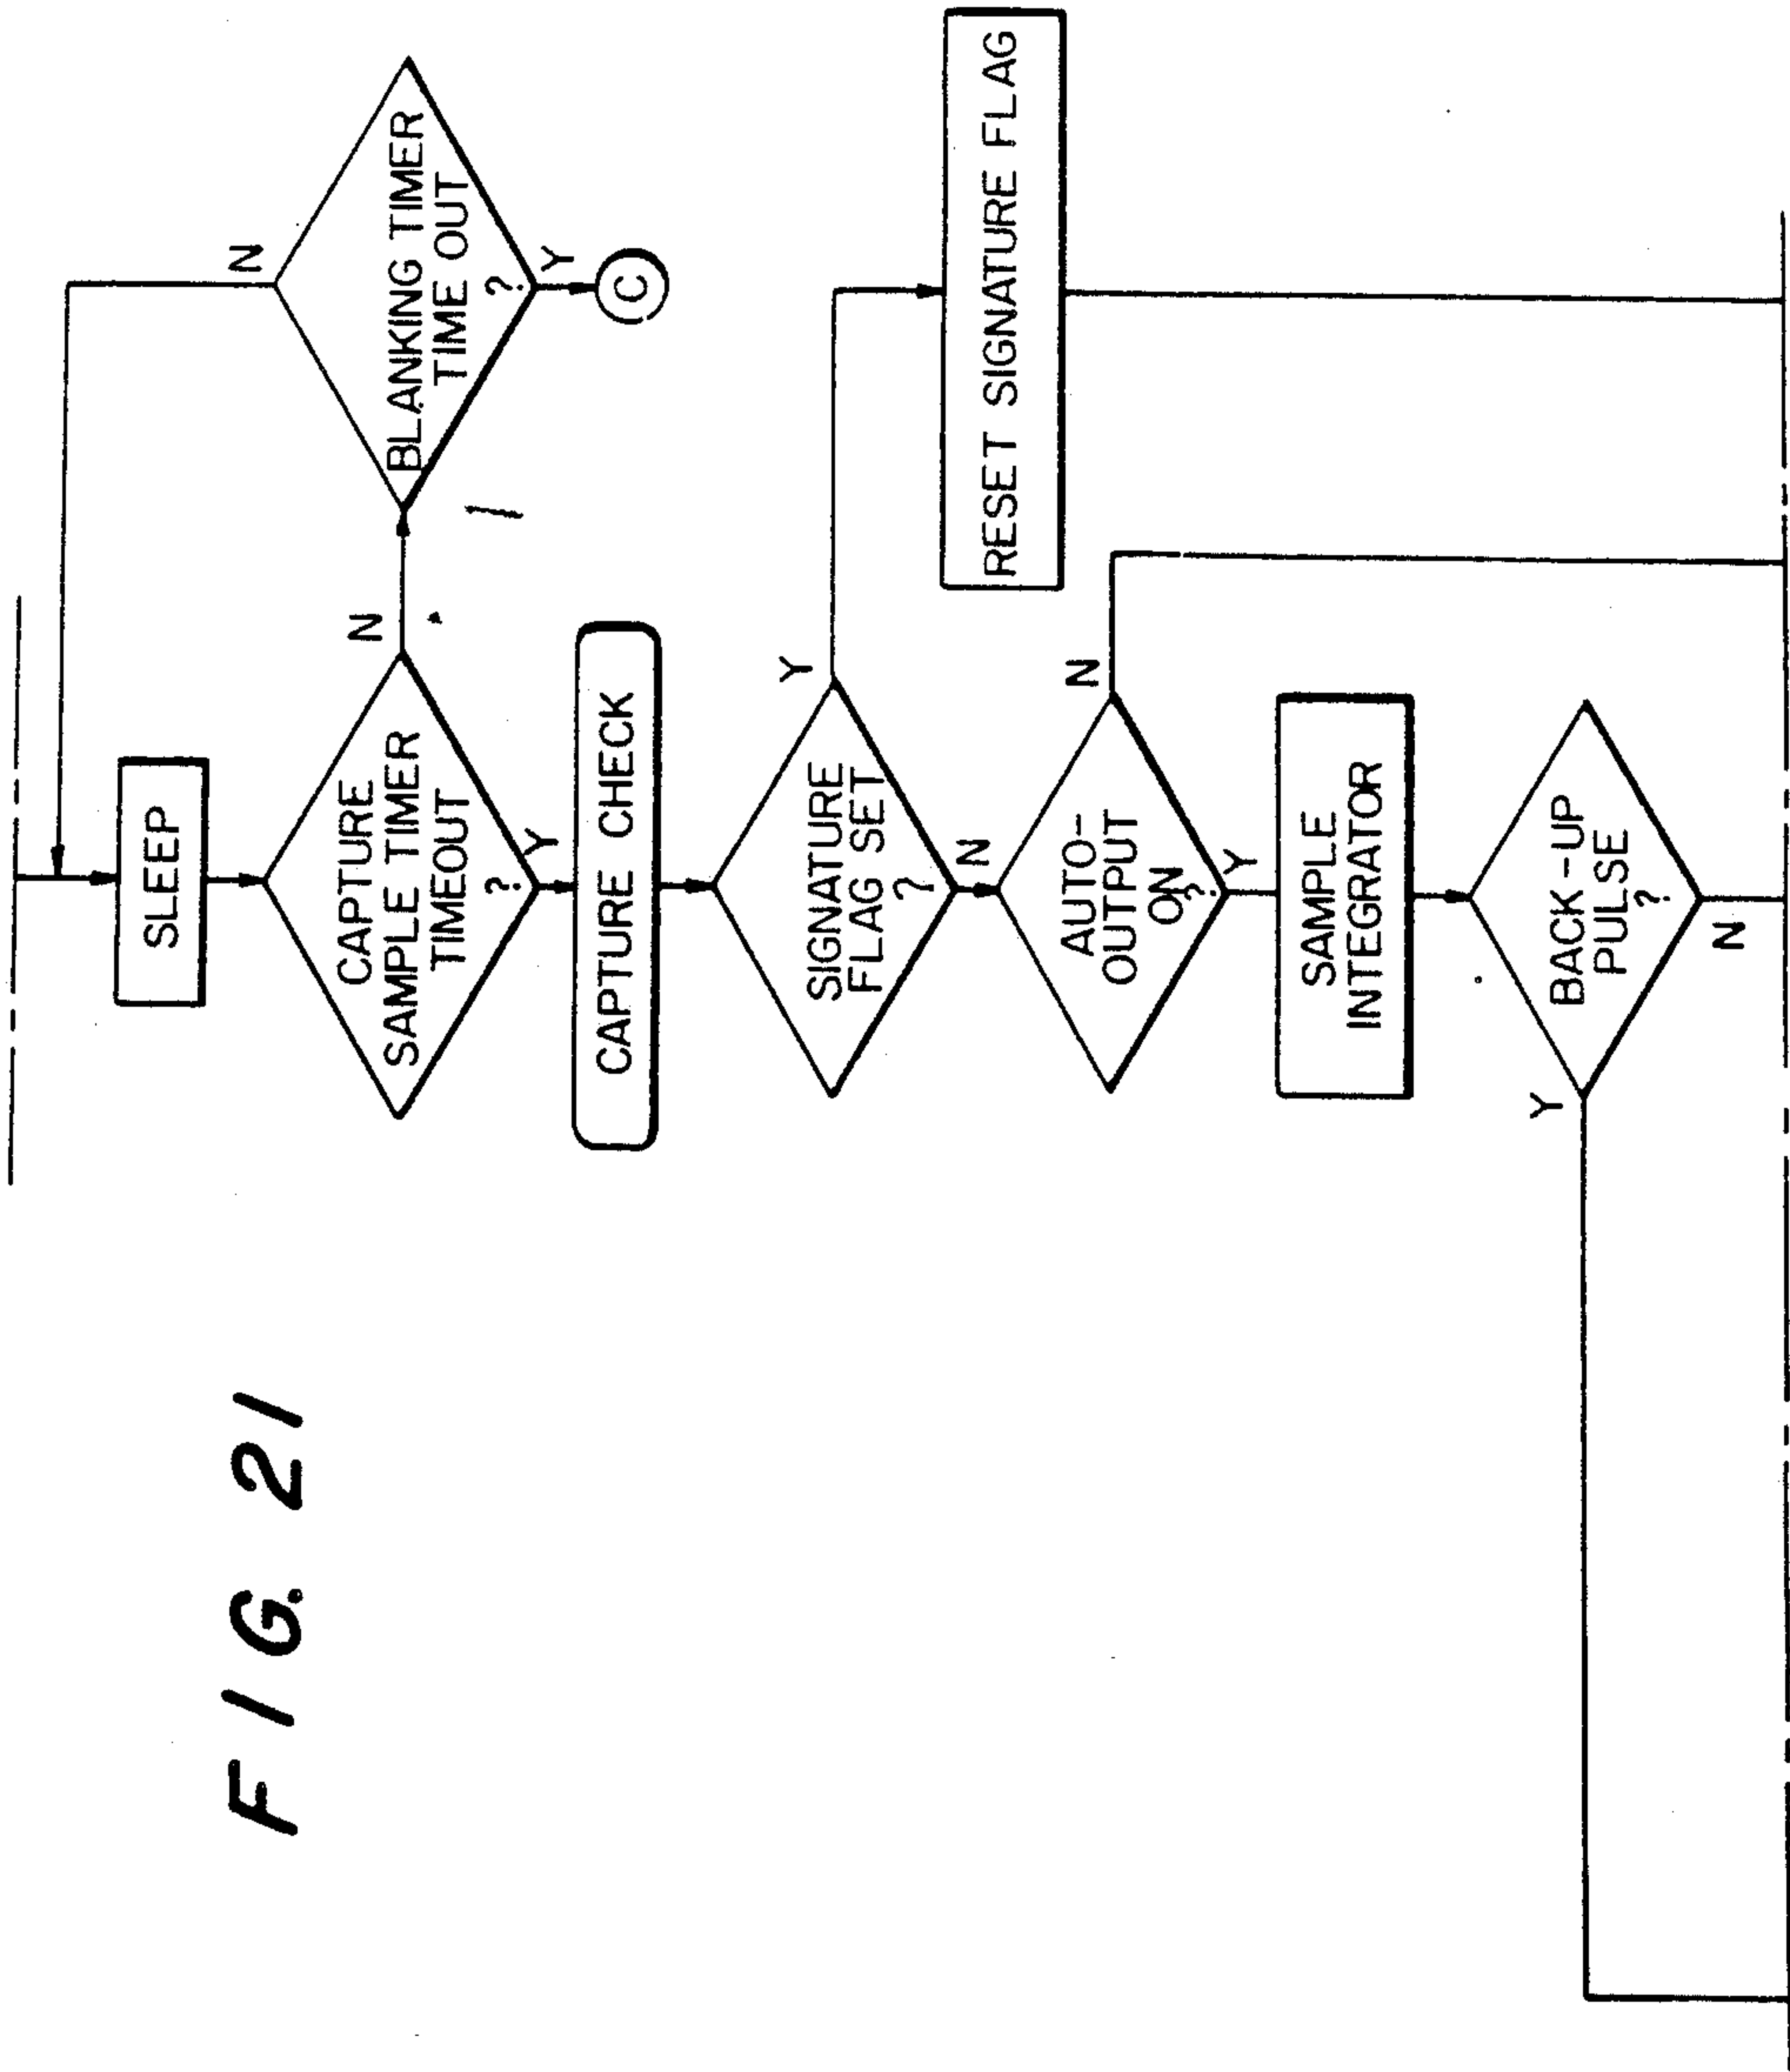 FIG. 21
SLEEP
CAPTURE
SAMPLE TIMER
TIMEOUT
?
N
Y
BLANKING TIMER
TIME OUT
?
N
Y
C
CAPTURE CHECK
SIGNATURE
FLAG SET
?
Y
N
RESET SIGNATURE FLAG
AUTO-
OUTPUT
ON
?
N
Y
SAMPLE
INTEGRATOR
BACK-UP
PULSE
?
Y
N